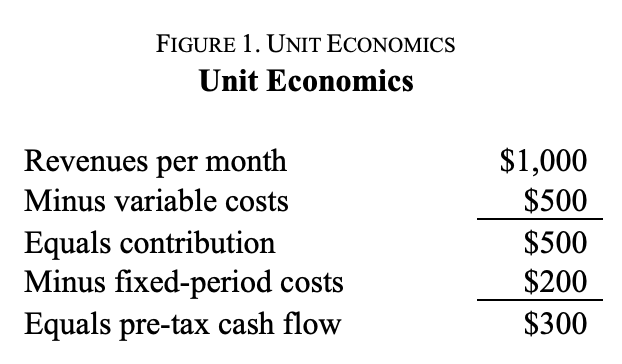 FIGURE 1. UNIT ECONOMICS
Unit Economics
Revenues per month $1,000
Minus variable costs $500
Equals contribution $500
Minus fixed-period costs $200
Equals pre-tax cash flow $300